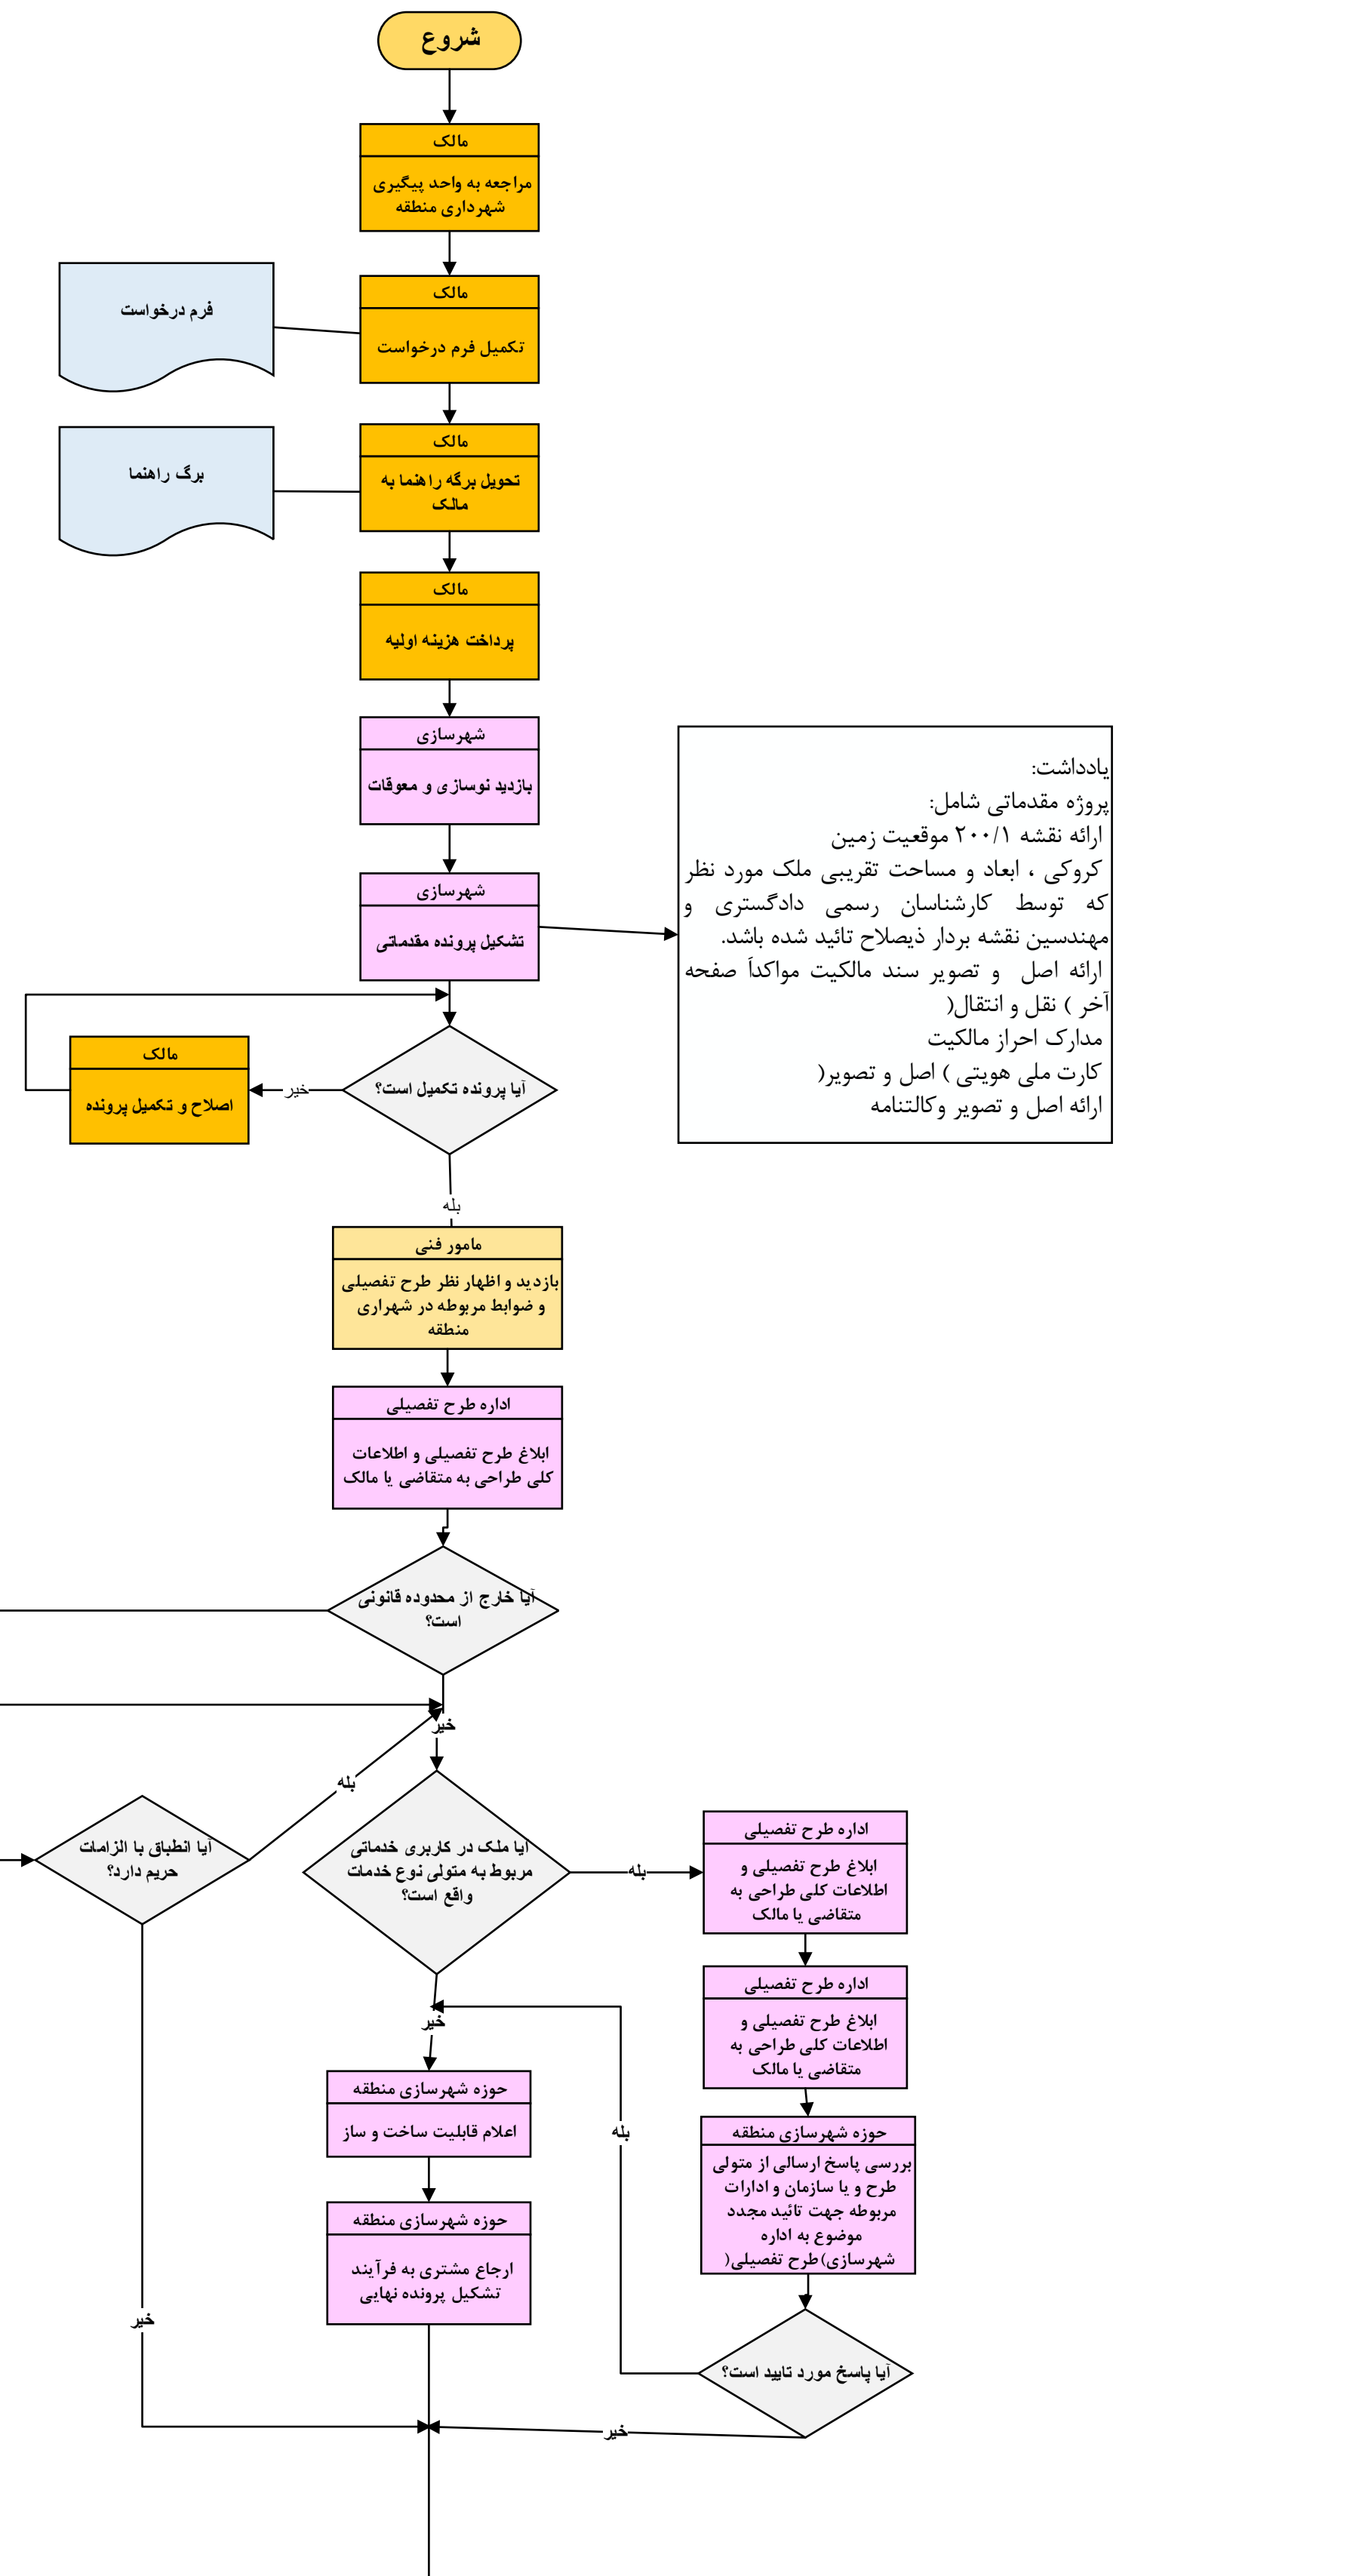 شروع
مالک
مراجعه به واحد پیگیری
شهرداری منطقه
مالک
تکمیل فرم درخواست
فرم درخواست
مالک
تحویل برگه راهنما به
مالک
برگ راهنما
مالک
پرداخت هزینه اولیه
شهرسازی
بازدید نوسازی و معوقات
شهرسازی
تشکیل پرونده مقدماتی
یادداشت:
پروژه مقدماتی شامل:
ارائه نقشه ۲۰۰/۱ موقعیت زمین
کروکی ، ابعاد و مساحت تقریبی ملک مورد نظر
که توسط کارشناسان رسمی دادگستری و
مهندسین نقشه بردار ذیصلاح تائید شده باشد.
ارائه اصل و تصویر سند مالکیت مواکداً صفحه
آخر ) نقل و انتقال(
مدارک احراز مالکیت
کارت ملی هویتی ) اصل و تصویر(
ارائه اصل و تصویر وکالتنامه
آیا پرونده تکمیل است؟
خیر
مالک
اصلاح و تکمیل پرونده
بله
مامور فنی
بازدید و اظهار نظر طرح تفصیلی
و ضوابط مربوطه در شهراری
منطقه
اداره طرح تفصیلی
ابلاغ طرح تفصیلی و اطلاعات
کلی طراحی به متقاضی یا مالک
آیا خارج از محدوده قانونی
است؟
خیر
بله
آیا انطباق با الزامات
حریم دارد؟
آیا ملک در کاربری خدماتی
مربوط به متولی نوع خدمات
واقع است؟
بله
اداره طرح تفصیلی
ابلاغ طرح تفصیلی و
اطلاعات کلی طراحی به
متقاضی یا مالک
اداره طرح تفصیلی
ابلاغ طرح تفصیلی و
اطلاعات کلی طراحی به
متقاضی یا مالک
خیر
حوزه شهرسازی منطقه
اعلام قابلیت ساخت و ساز
بله
حوزه شهرسازی منطقه
بررسی پاسخ ارسالی از متولی
طرح و یا سازمان و ادارات
مربوطه جهت تائید مجدد
موضوع به اداره
شهرسازی)طرح تفصیلی(
حوزه شهرسازی منطقه
ارجاع مشتری به فرآیند
تشکیل پرونده نهایی
خیر
آیا پاسخ مورد تایید است؟
خیر